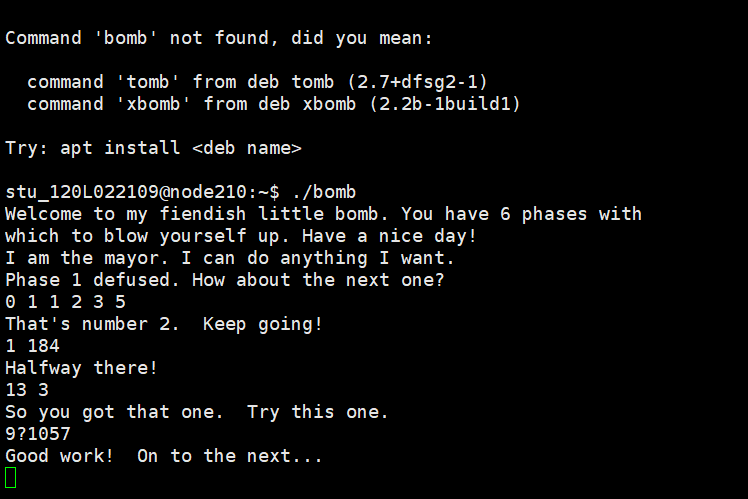 Command 'bomb' not found, did you mean:
command 'tomb' from deb tomb (2.7+dfsg2-1)
command 'xbomb' from deb xbomb (2.2b-1build1)
Try: apt install <deb name>
stu_120L022109@node210:~$ ./bomb
Welcome to my fiendish little bomb. You have 6 phases with
which to blow yourself up. Have a nice day!
I am the mayor. I can do anything I want.
Phase 1 defused. How about the next one?
0 1 1 2 3 5
That's number 2.  Keep going!
1 184
Halfway there!
13 3
So you got that one.  Try this one.
9?1057
Good work!  On to the next...